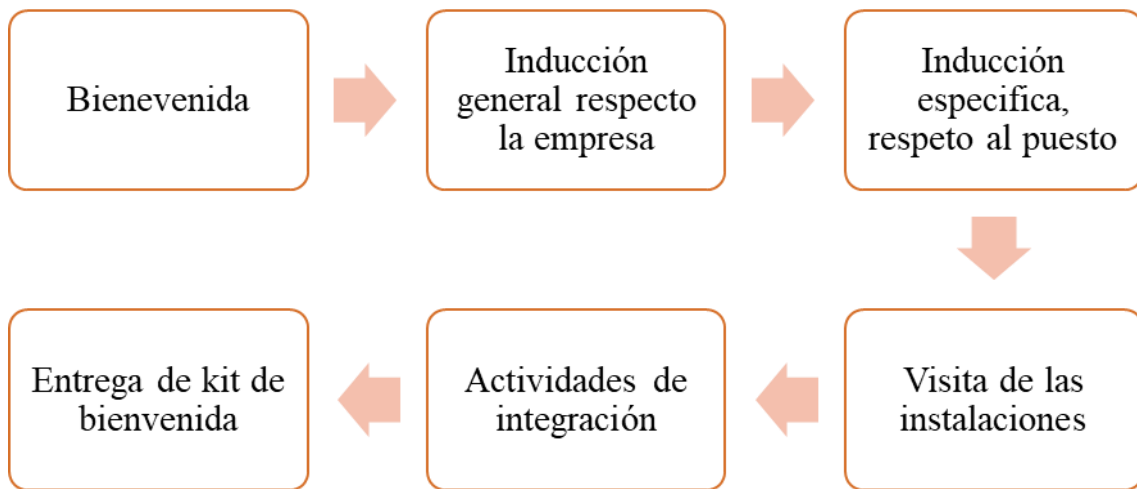 Bienevenida
Inducción
general respecto
la empresa
Inducción
especifica,
respeto al puesto
Visita de las
instalaciones
Actividades de
integración
Entrega de kit de
bienvenida